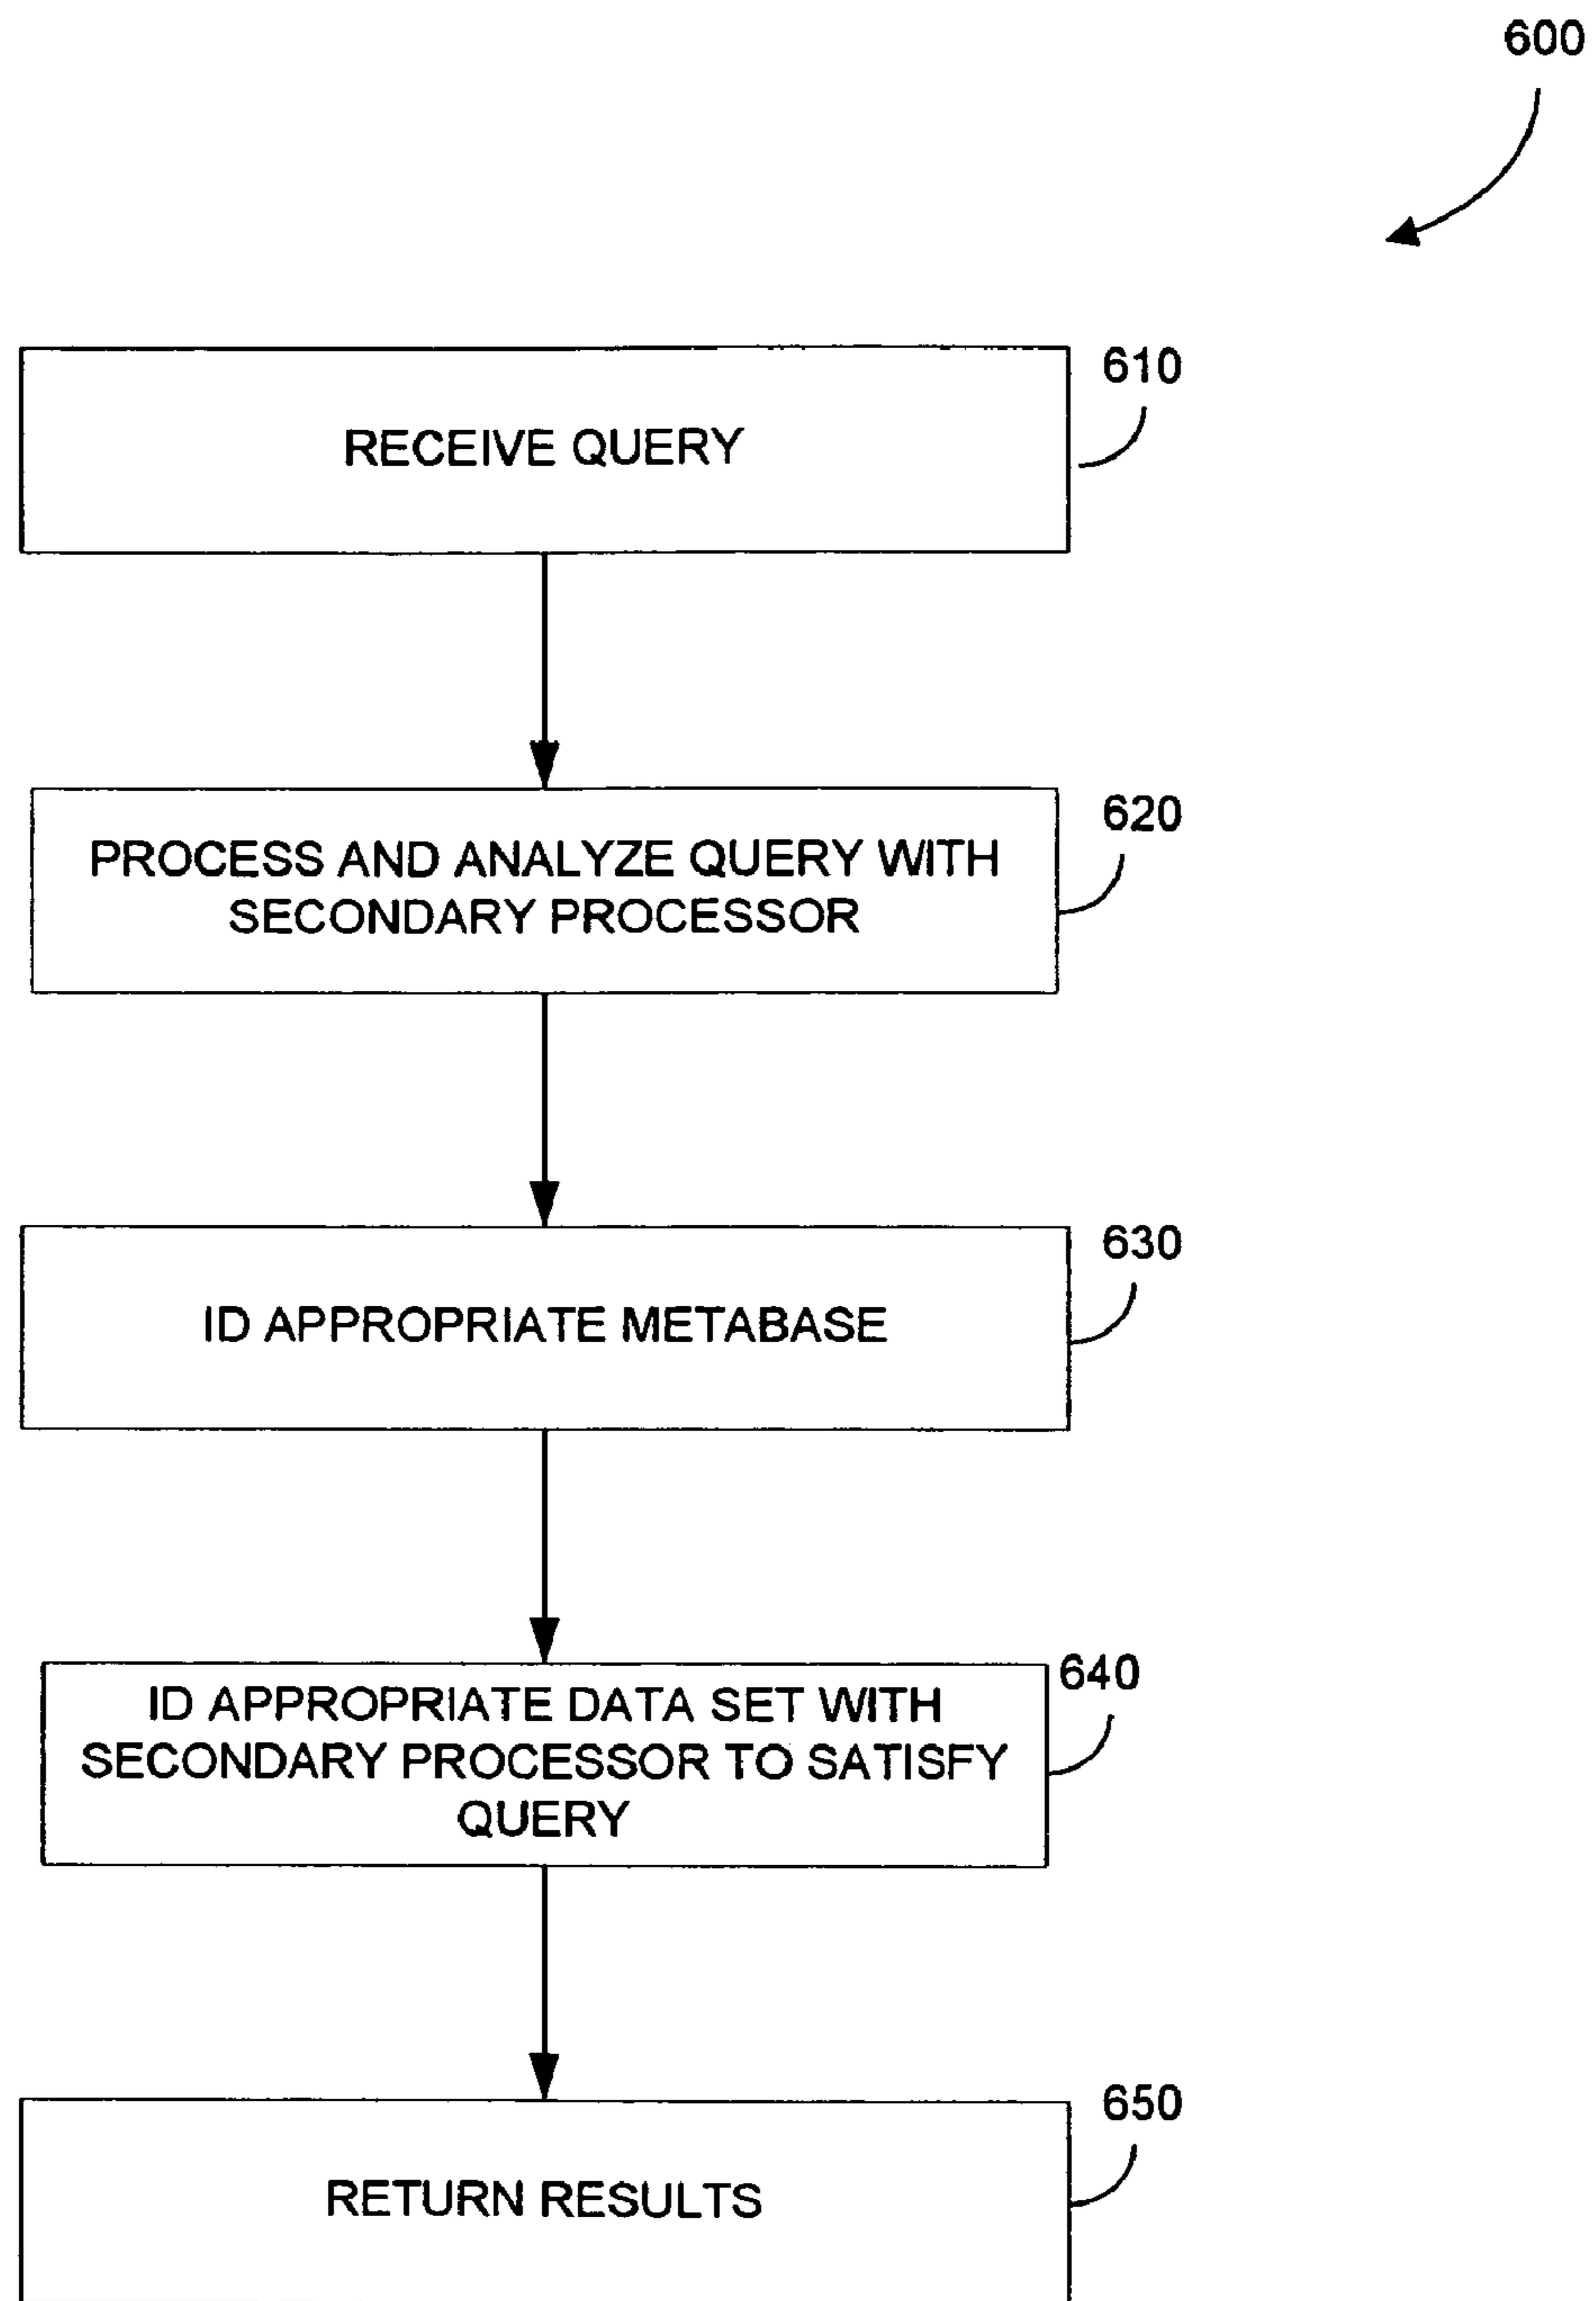 600
610
RECEIVE QUERY
620
PROCESS AND ANALYZE QUERY WITH
SECONDARY PROCESSOR
630
ID APPROPRIATE METABASE
640
ID APPROPRIATE DATA SET WITH
SECONDARY PROCESSOR TO SATISFY
QUERY
650
RETURN RESULTS